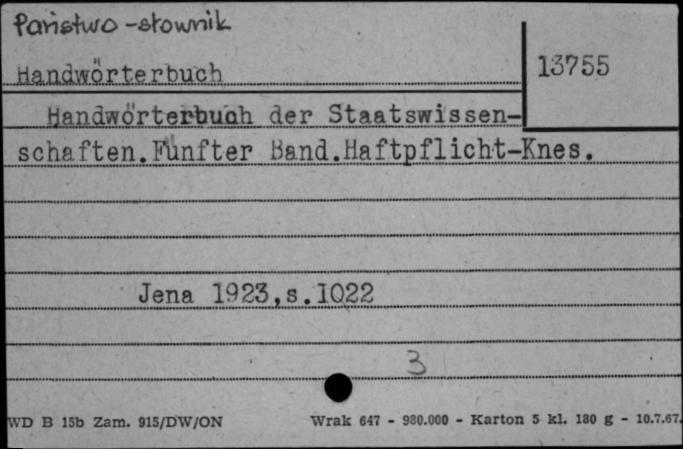 Państwo-słownik
Handwörterbuch
13755
Handwörterbuch der Staatswissen-
schaften.Fünfter Band.Haftpflicht-Knes.
Jena 1923,s.1022
3
WD B 15b Zam. 915/DW/ON Wrak 647 - 980.000 - Karton 5 kl. 180 g - 10.7.67.